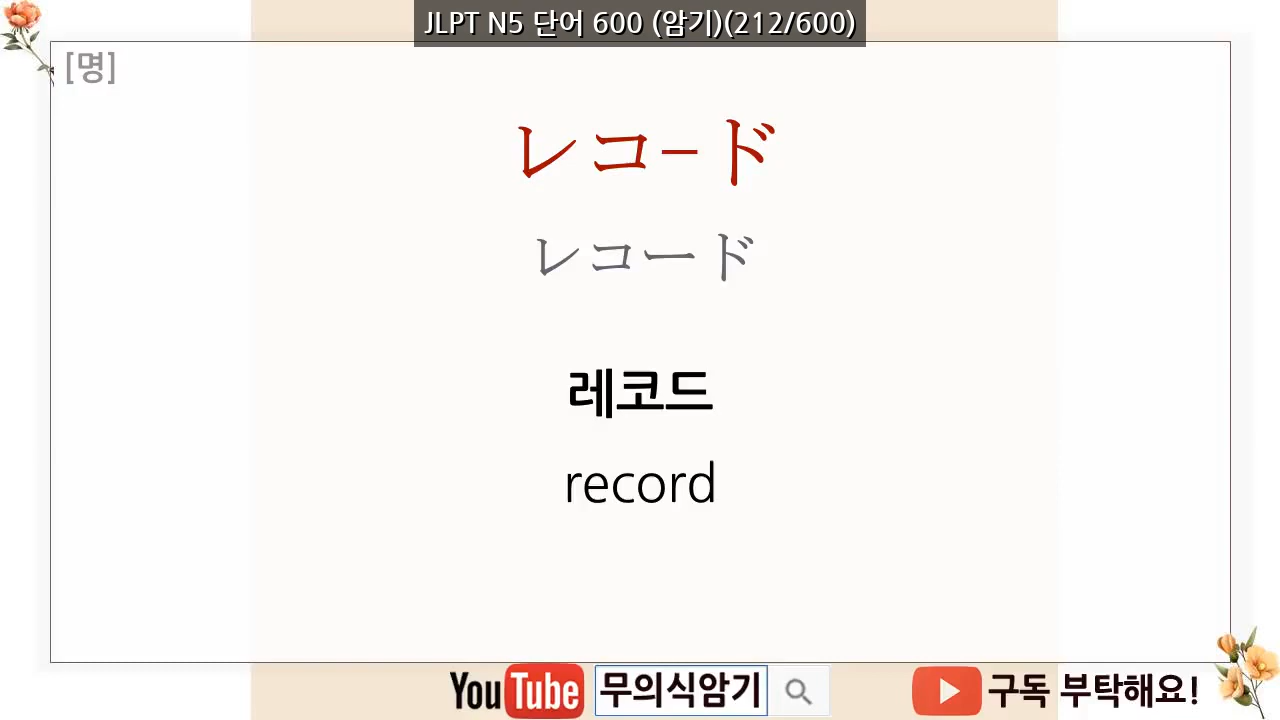 JLPT N5 단어 600 (암기)(212/600)
[명]
レコ−ド
レコード
레코드
record
YouTube 무의식암기 구독 부탁해요!